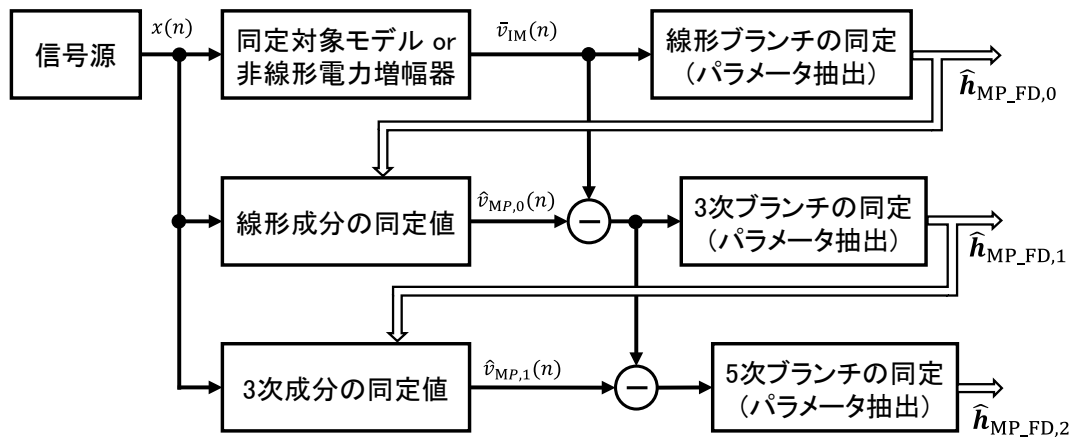 信号源
x(n)
同定対象モデル or
非線形電力増幅器
v̄IM(n)
線形ブランチの同定
(パラメータ抽出)
ĥMP_FD,0
線形成分の同定値
v̂MP,0(n)
−
3次ブランチの同定
(パラメータ抽出)
ĥMP_FD,1
3次成分の同定値
v̂MP,1(n)
−
5次ブランチの同定
(パラメータ抽出)
ĥMP_FD,2